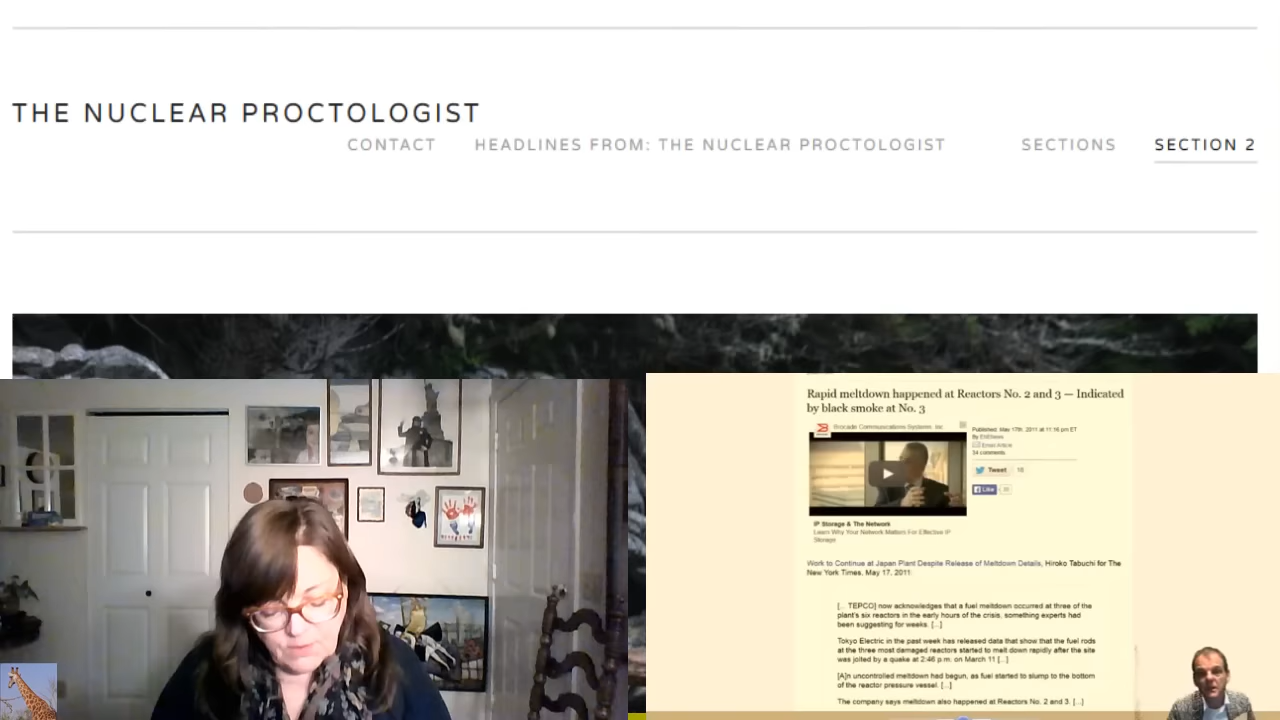 THE NUCLEAR PROCTOLOGIST
CONTACT HEADLINES FROM: THE NUCLEAR PROCTOLOGIST SECTIONS SECTION 2
Rapid meltdown happened at Reactors No. 2 and 3 — Indicated
by black smoke at No. 3
Brocade Communications Systems, Inc.
Published: May 17th, 2011 at 11:16 pm ET
By ENENews
Email Article
34 comments
Tweet
Like
IP Storage & The Network
Learn Why Your Network Matters For Effective IP
Storage
Work to Continue at Japan Plant Despite Release of Meltdown Details, Hiroko Tabuchi for The
New York Times, May 17, 2011:
[... TEPCO] now acknowledges that a fuel meltdown occurred at three of the
plant's six reactors in the early hours of the crisis, something experts had
been suggesting for weeks. [...]
Tokyo Electric in the past week has released data that show that the fuel rods
at the three most damaged reactors started to melt down rapidly after the site
was jolted by a quake at 2:46 p.m. on March 11 [...]
[A]n uncontrolled meltdown had begun, as fuel started to slump to the bottom
of the reactor pressure vessel. [...]
The company says meltdown also happened at Reactors No. 2 and 3. [...]